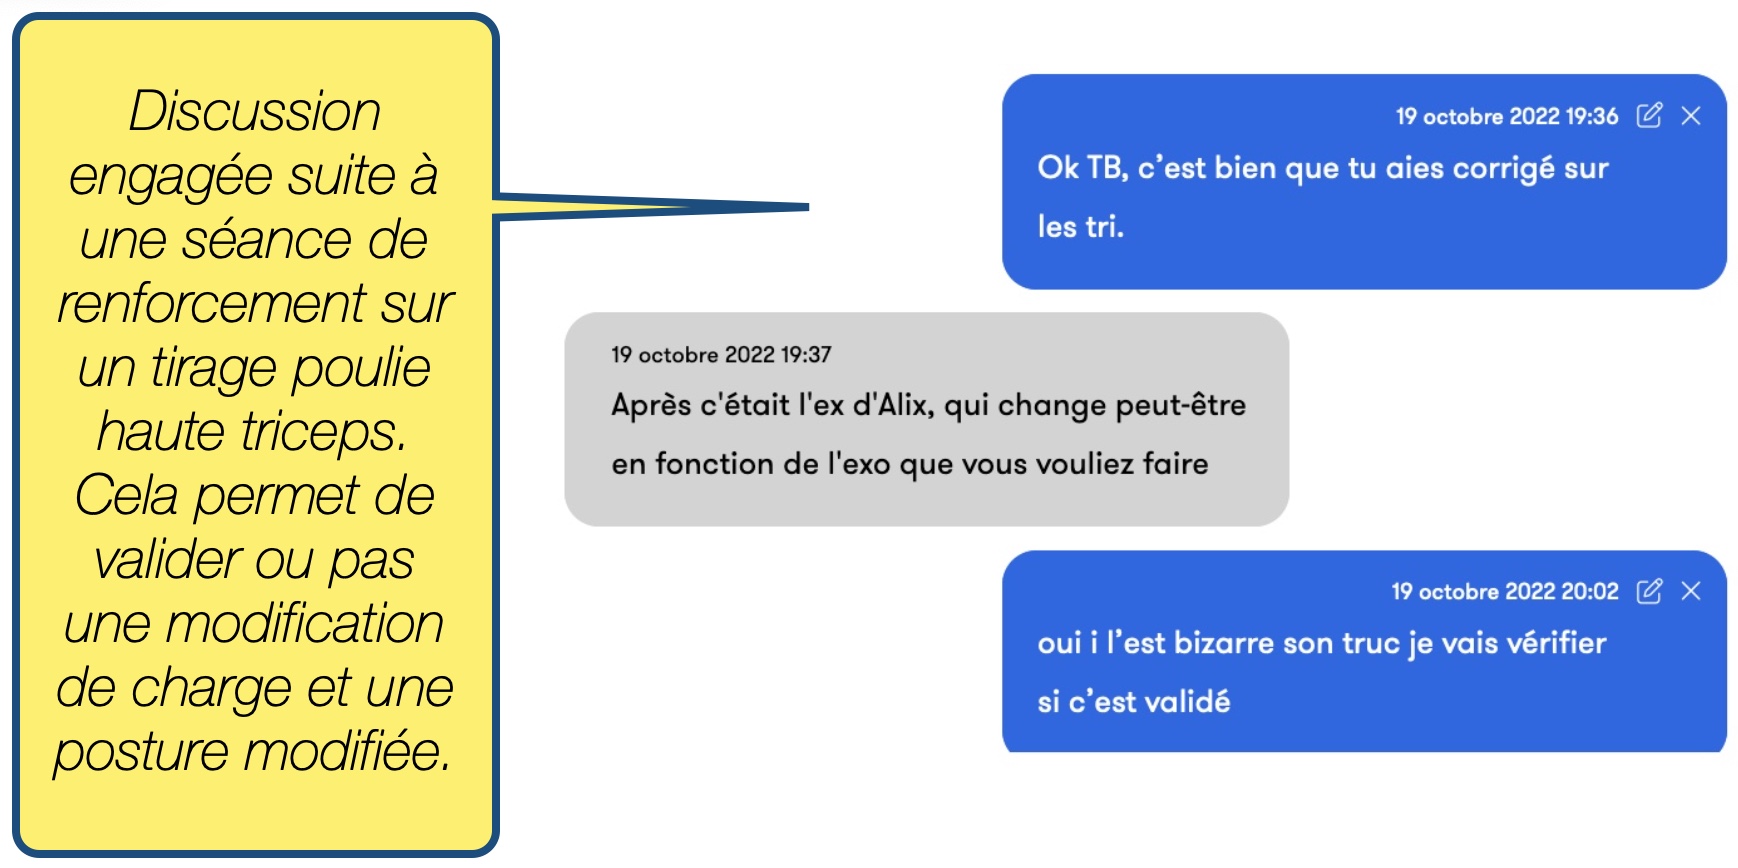 Discussion
engagée suite à
une séance de
renforcement sur
un tirage poulie
haute triceps.
Cela permet de
valider ou pas
une modification
de charge et une
posture modifiée.
19 octobre 2022 19:36
Ok TB, c’est bien que tu aies corrigé sur
les tri.
19 octobre 2022 19:37
Après c'était l'ex d'Alix, qui change peut-être
en fonction de l'exo que vous vouliez faire
19 octobre 2022 20:02
oui i l’est bizarre son truc je vais vérifier
si c’est validé